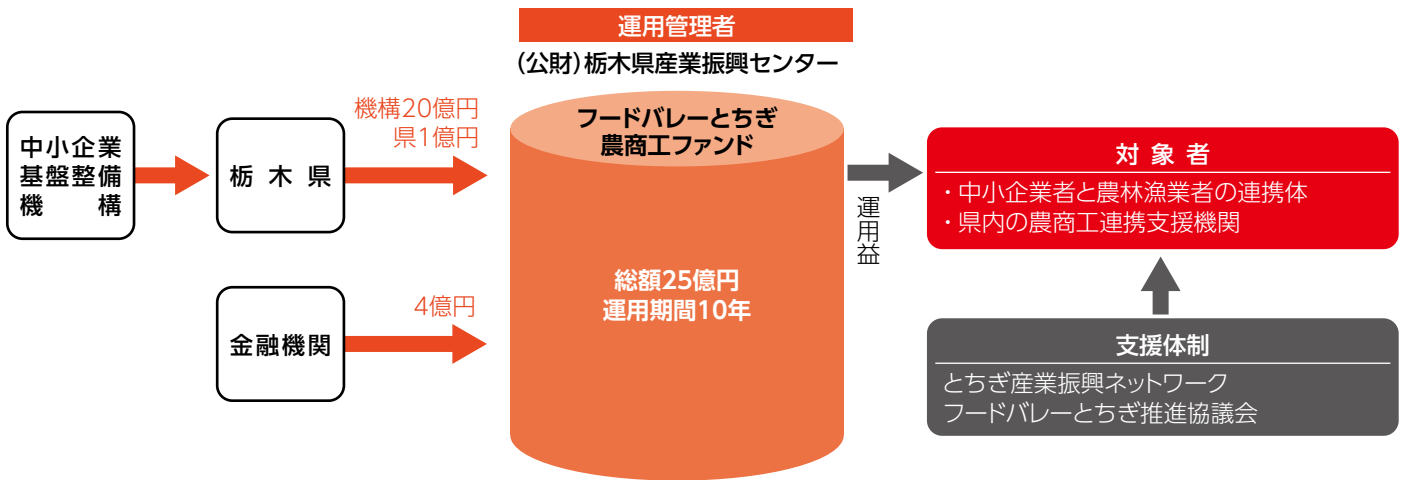 運用管理者
(公財)栃木県産業振興センター
中小企業
基盤整備
機構
栃木県
機構20億円
県1億円
金融機関
4億円
フードバレーとちぎ
農商工ファンド
総額25億円
運用期間10年
運用益
対象者
・中小企業者と農林漁業者の連携体
・県内の農商工連携支援機関
支援体制
とちぎ産業振興ネットワーク
フードバレーとちぎ推進協議会